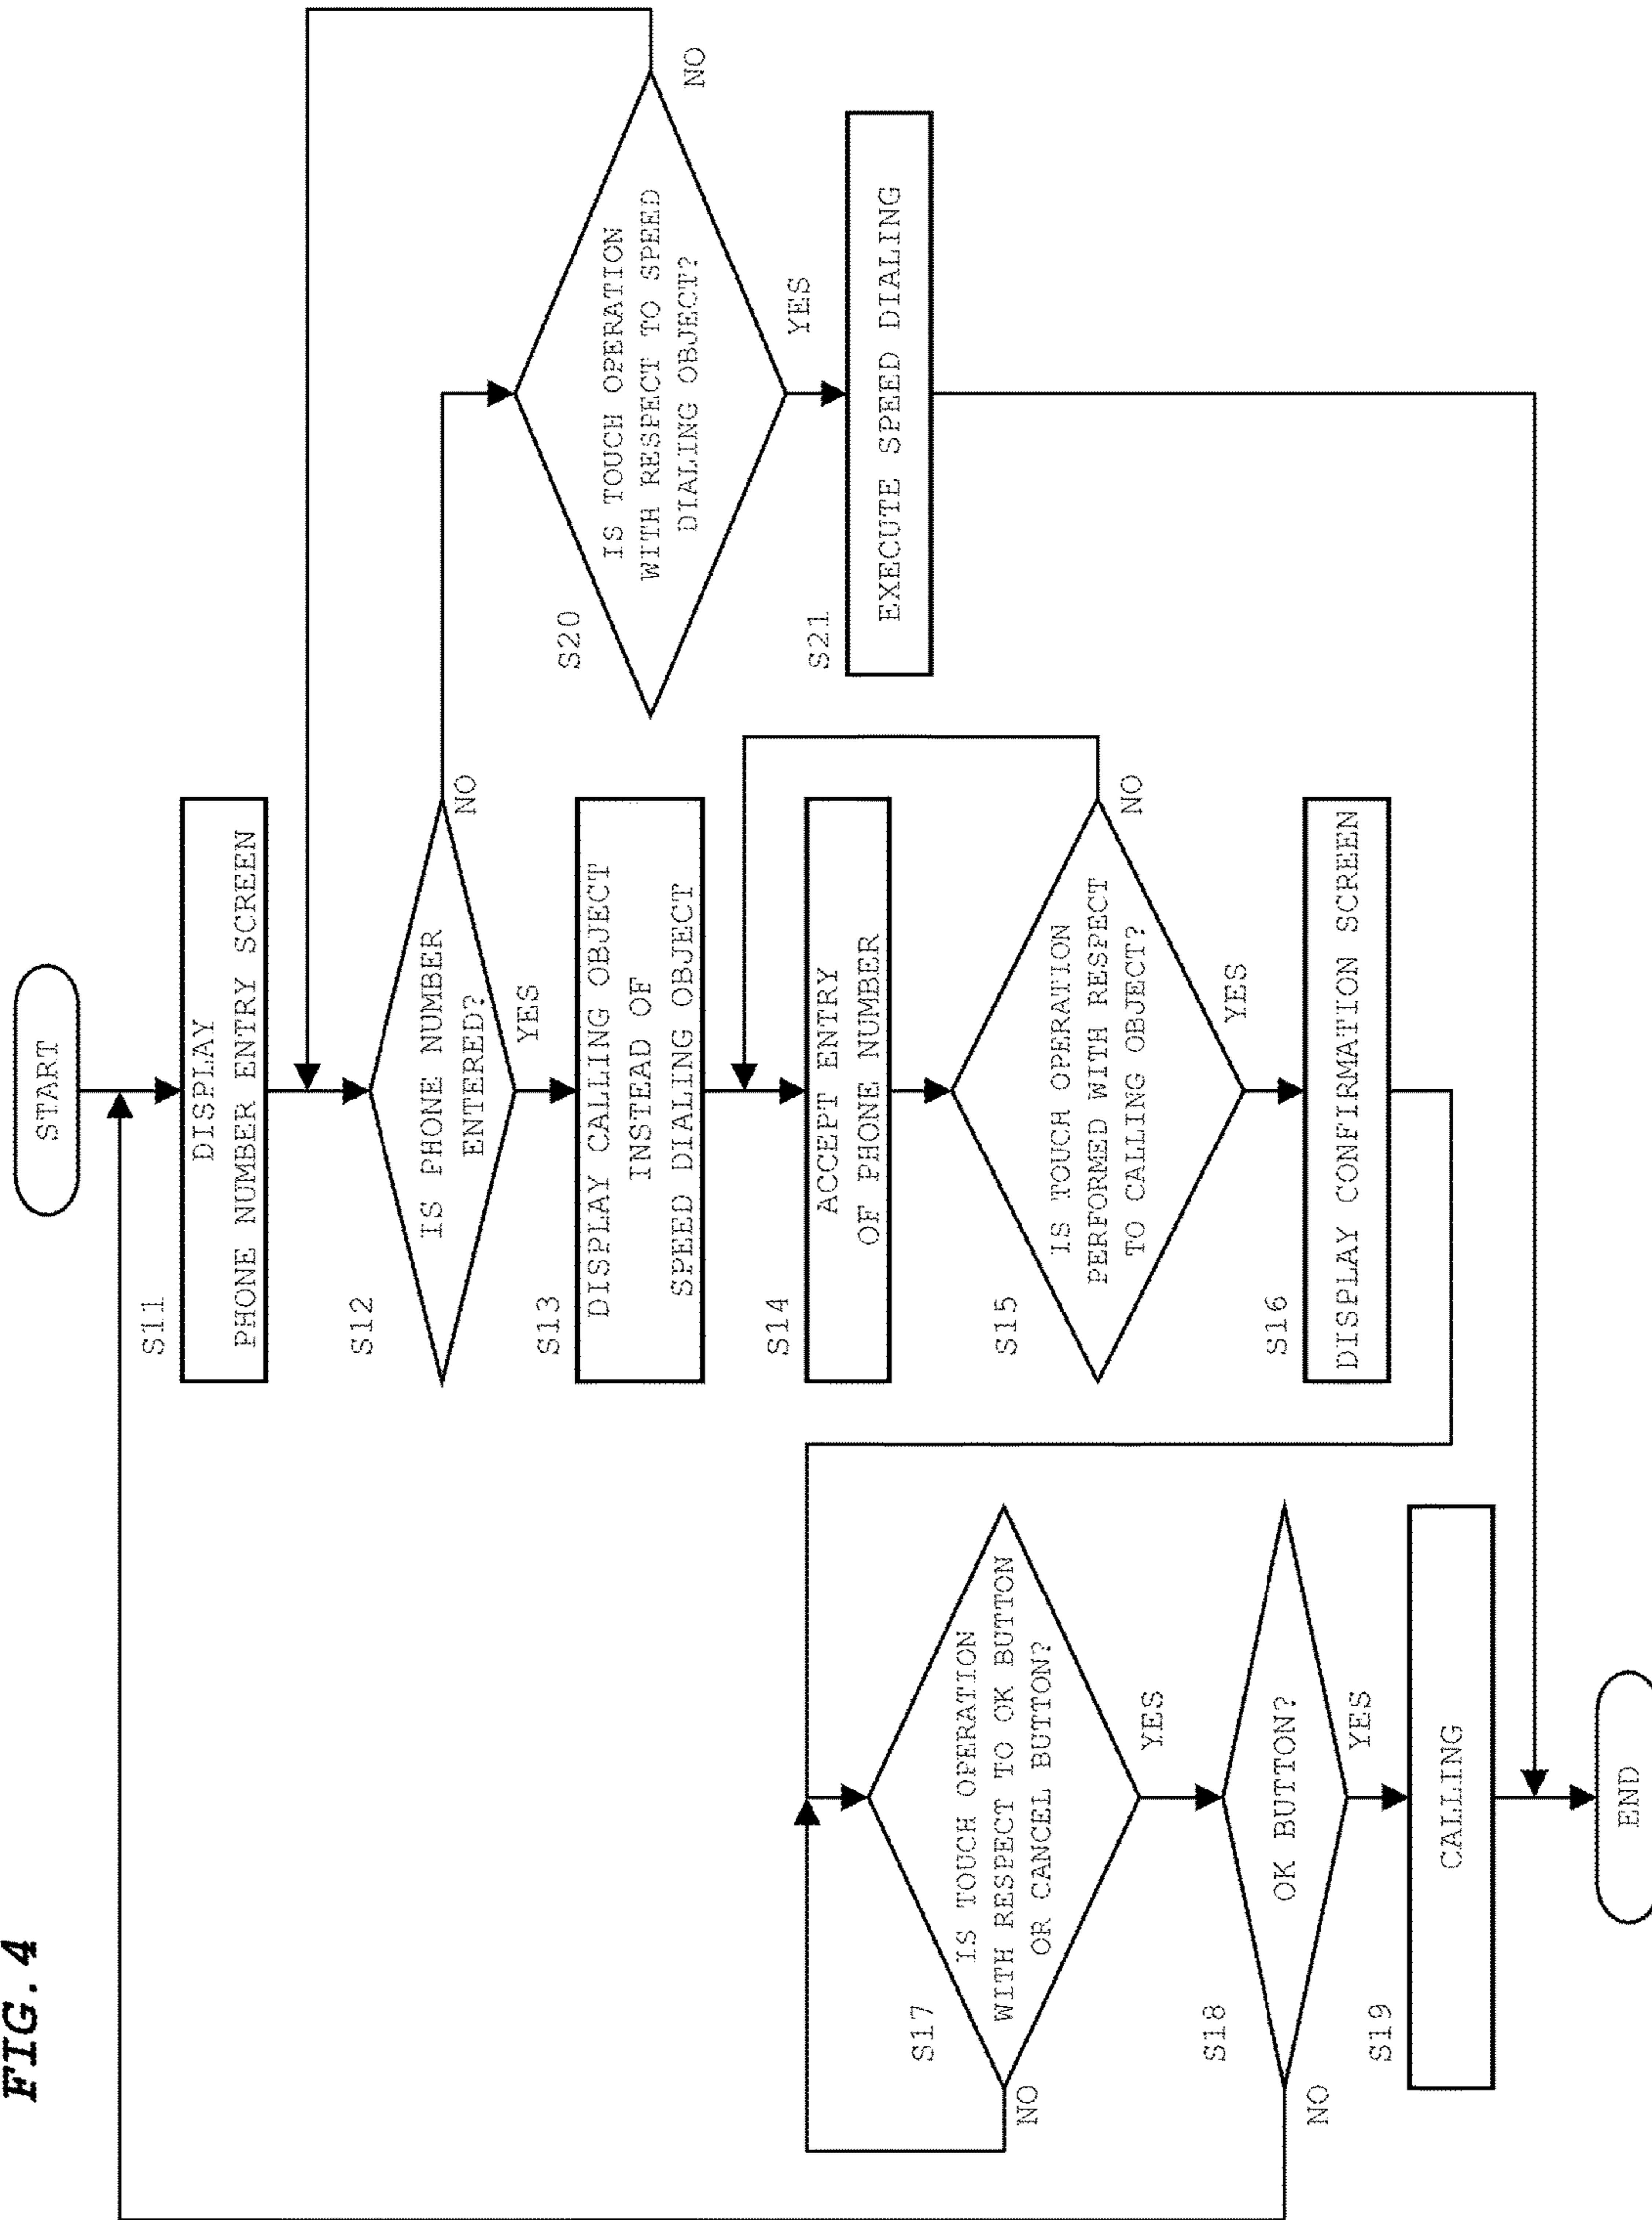 FIG. 4
START
S11
DISPLAY
PHONE NUMBER ENTRY SCREEN
S12
IS PHONE NUMBER
ENTERED?
NO
YES
S13
DISPLAY CALLING OBJECT
INSTEAD OF
SPEED DIALING OBJECT
S14
ACCEPT ENTRY
OF PHONE NUMBER
S15
IS TOUCH OPERATION
PERFORMED WITH RESPECT
TO CALLING OBJECT?
NO
YES
S16
DISPLAY CONFIRMATION SCREEN
S17
IS TOUCH OPERATION
WITH RESPECT TO OK BUTTON
OR CANCEL BUTTON?
NO
YES
S18
OK BUTTON?
NO
YES
S19
CALLING
S20
IS TOUCH OPERATION
WITH RESPECT TO SPEED
DIALING OBJECT?
NO
YES
S21
EXECUTE SPEED DIALING
END